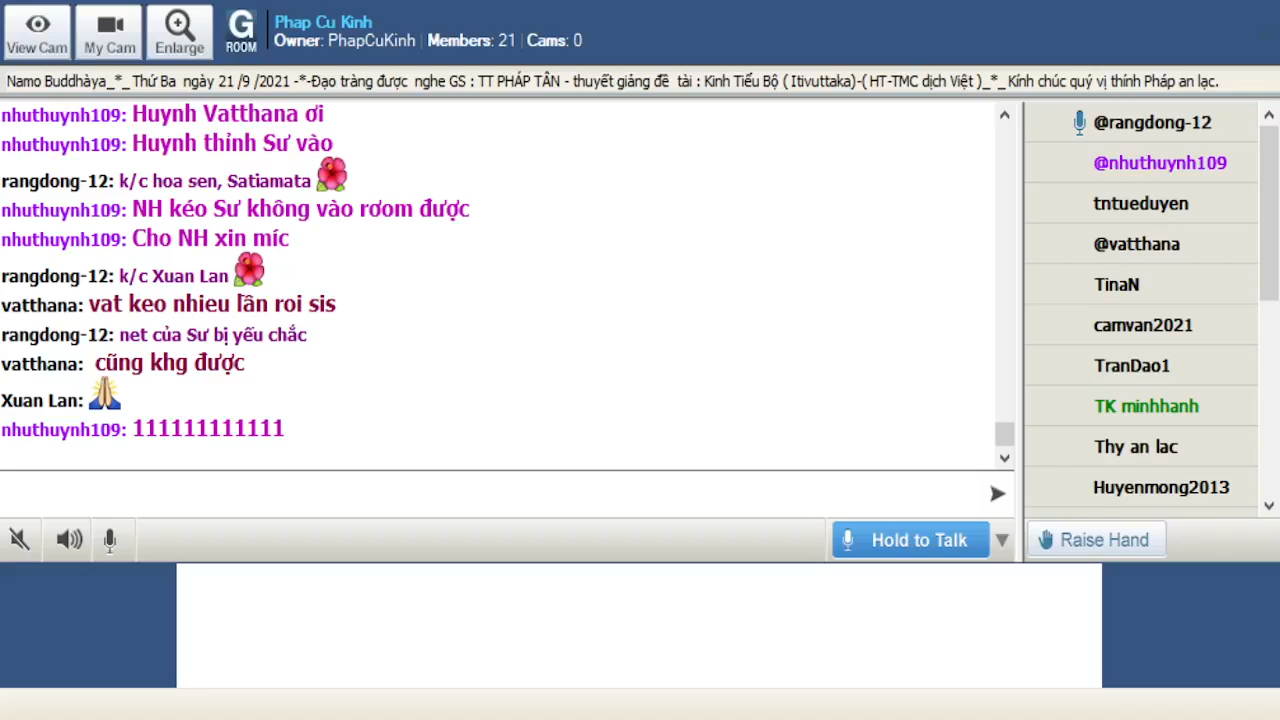 View Cam
My Cam
Enlarge
G
ROOM
Phap Cu Kinh
Owner: PhapCuKinh | Members: 21 | Cams: 0
Namo Buddhàya_*_Thứ Ba ngày 21 /9 /2021 -*-Đạo tràng được nghe GS : TT PHÁP TÂN - thuyết giảng đề tài : Kinh Tiểu Bộ ( Itivuttaka)-( HT-TMC dịch Việt )_*_Kính chúc quý vị thính Pháp an lạc.
nhuthuynh109: Huynh Vatthana ơi
nhuthuynh109: Huynh thỉnh Sư vào
rangdong-12: k/c hoa sen, Satiamata
nhuthuynh109: NH kéo Sư không vào rơom được
nhuthuynh109: Cho NH xin míc
rangdong-12: k/c Xuan Lan
vatthana: vat keo nhieu lần roi sis
rangdong-12: net của Sư bị yếu chắc
vatthana: cũng khg được
Xuan Lan:
nhuthuynh109: 111111111111
@rangdong-12
@nhuthuynh109
tntueduyen
@vatthana
TinaN
camvan2021
TranDao1
TK minhhanh
Thy an lac
Huyenmong2013
Hold to Talk
Raise Hand